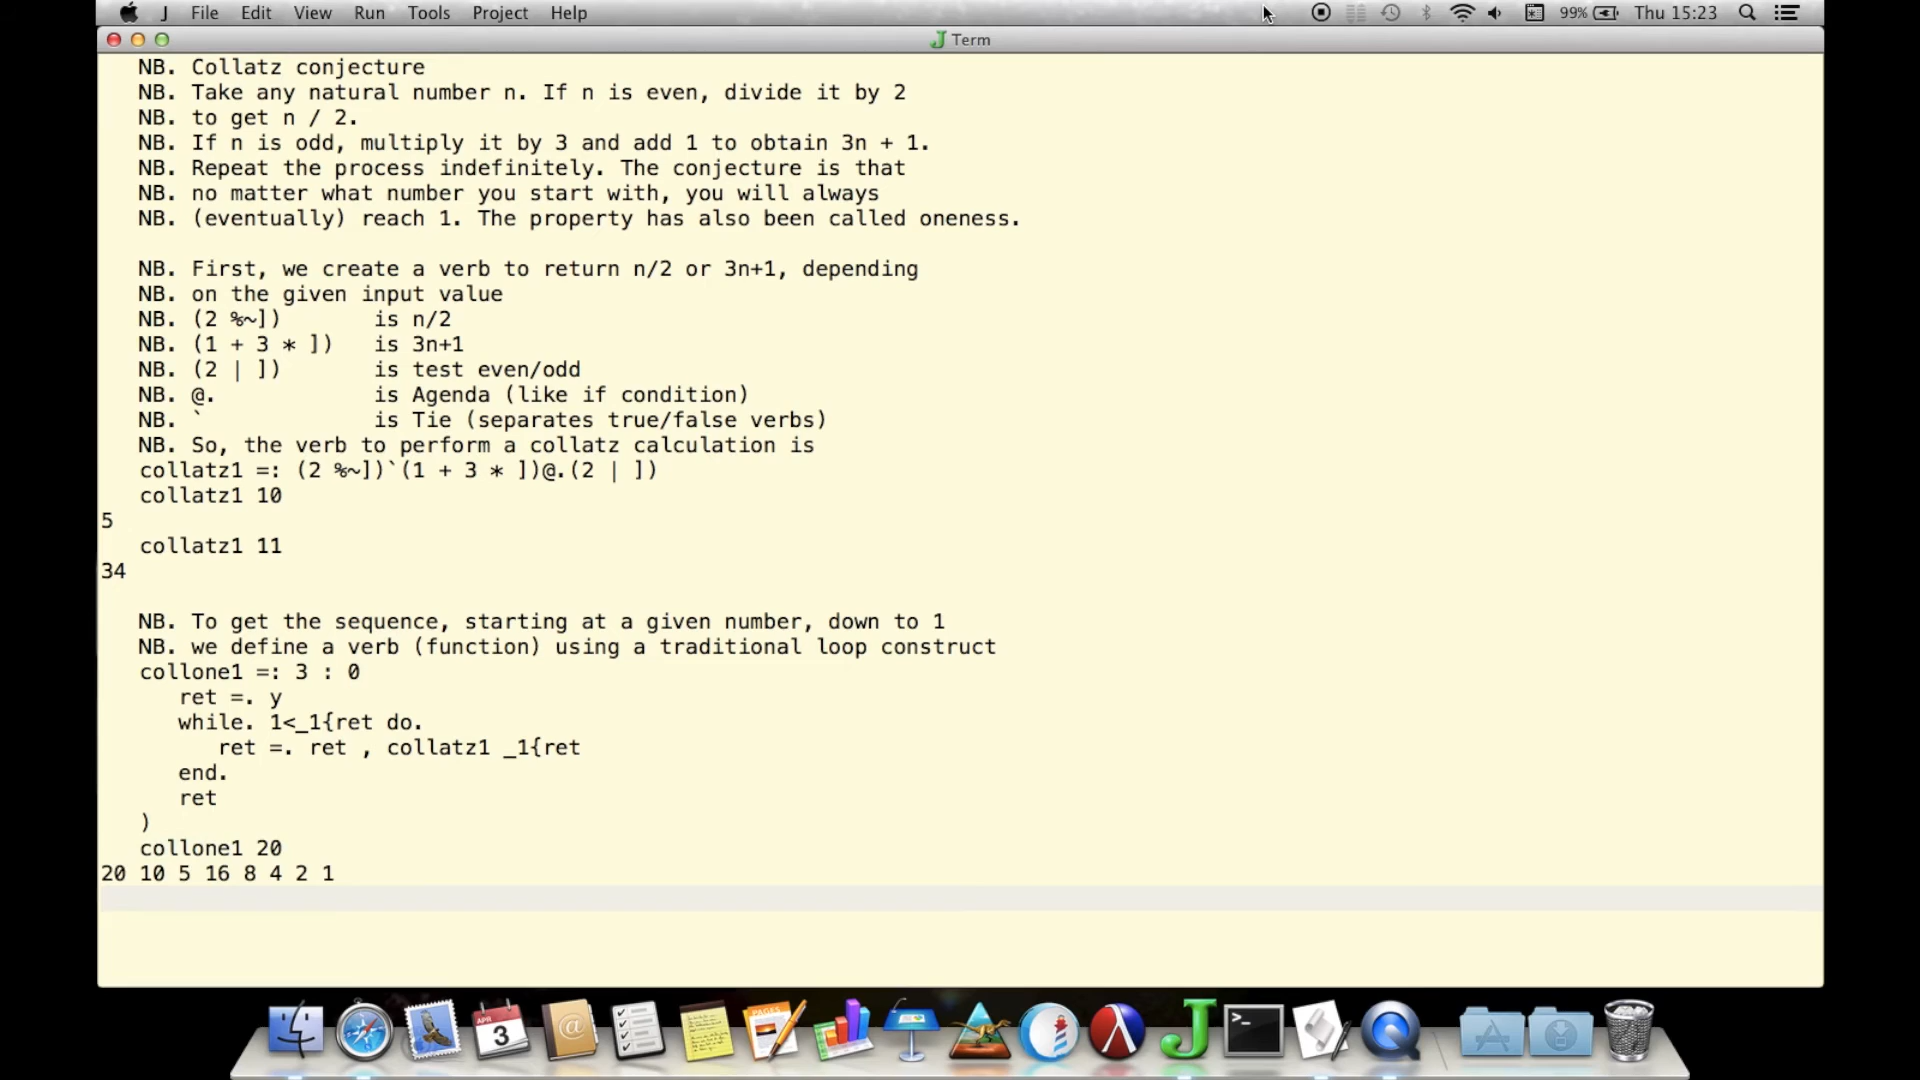 J File Edit View Run Tools Project Help 99% Thu 15:23
Term
NB. Collatz conjecture
NB. Take any natural number n. If n is even, divide it by 2
NB. to get n / 2.
NB. If n is odd, multiply it by 3 and add 1 to obtain 3n + 1.
NB. Repeat the process indefinitely. The conjecture is that
NB. no matter what number you start with, you will always
NB. (eventually) reach 1. The property has also been called oneness.
NB. First, we create a verb to return n/2 or 3n+1, depending
NB. on the given input value
NB. (2 %~])       is n/2
NB. (1 + 3 * ])   is 3n+1
NB. (2 | ])       is test even/odd
NB. @.            is Agenda (like if condition)
NB. `             is Tie (separates true/false verbs)
NB. So, the verb to perform a collatz calculation is
collatz1 =: (2 %~])`(1 + 3 * ])@.(2 | ])
collatz1 10
5
collatz1 11
34
NB. To get the sequence, starting at a given number, down to 1
NB. we define a verb (function) using a traditional loop construct
collone1 =: 3 : 0
ret =. y
while. 1<_1{ret do.
ret =. ret , collatz1 _1{ret
end.
ret
)
collone1 20
20 10 5 16 8 4 2 1
APR
3
PAGES
>_